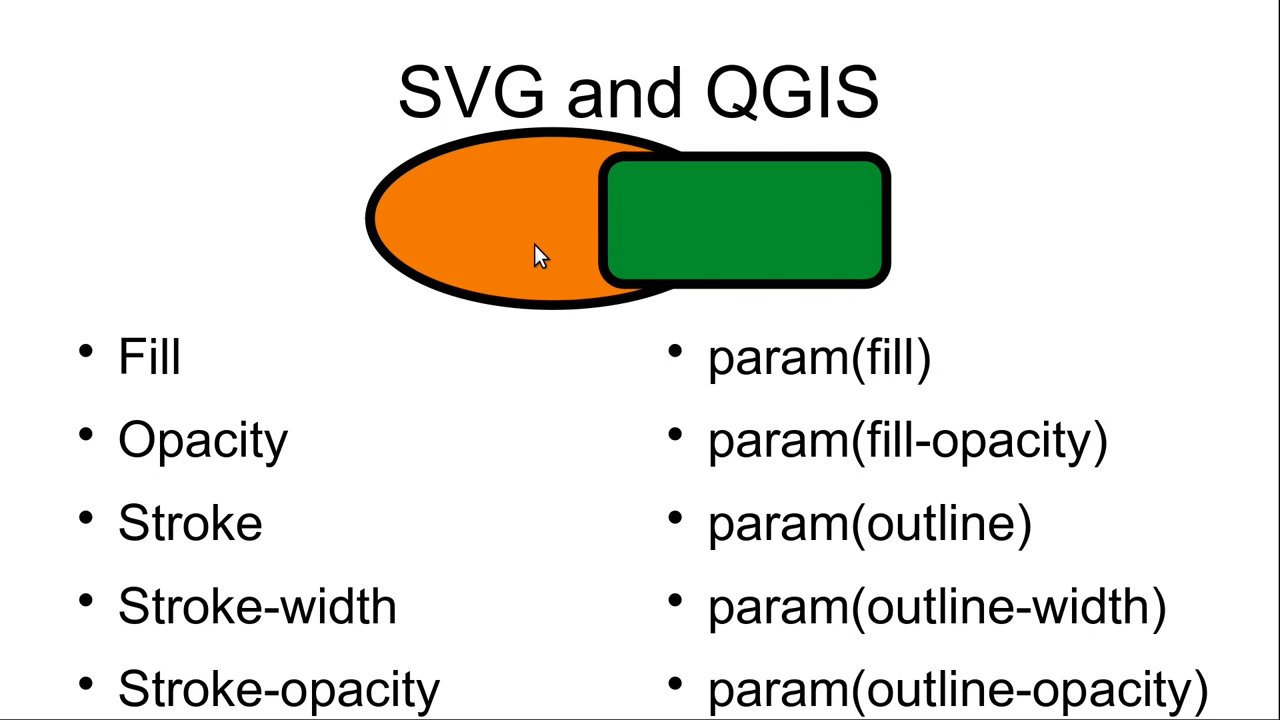 SVG and QGIS
• Fill
• Opacity
• Stroke
• Stroke-width
• Stroke-opacity
• param(fill)
• param(fill-opacity)
• param(outline)
• param(outline-width)
• param(outline-opacity)